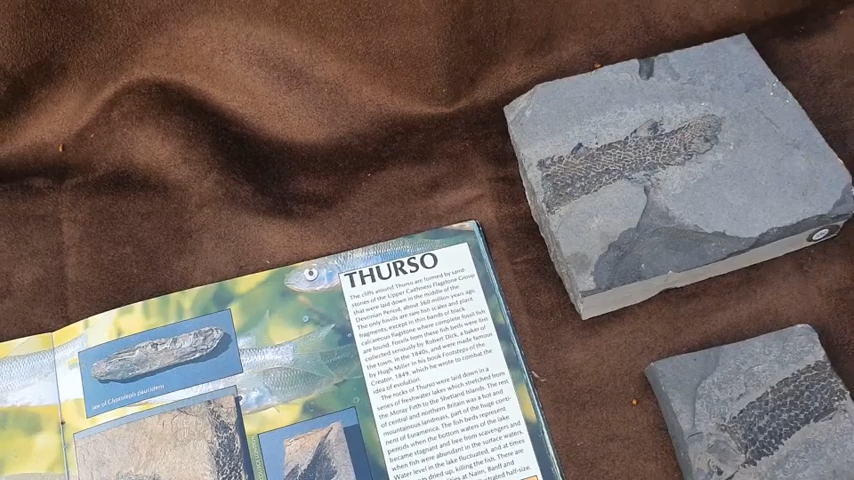 THURSO
The cliffs around Thurso are formed by sand-
stones of the Upper Caithness Flagstone Group
that were laid down in the middle of the
Devonian Period, about 360 million years ago.
The only fossils are rare fish scales and plant
fragments, except in thin bands of black
calcareous flagstone where complete fossil fish
are found. Fossils from these fish beds were first
collected seriously by Robert Dick, a baker of
the town, in the 1840s, and were made famous
by Hugh Miller in his book Footsteps of the
Creator, 1849, which he wrote to combat the
idea of evolution.
The rocks of Thurso were laid down in a
series of freshwater lakes which stretched from
the Moray Firth to the Shetland Islands. The rest
of central and northern Britain was a hot and
mountainous landmass, part of the huge conti-
nent of Euramerica. The fish beds represent
periods when the bottom waters of the lake
became stagnant and free from scavengers and
when fish were abundant in the surface waters.
Water level in the lake fluctuated, and at times
dried up, killing the fish. There are
at Nairn, Banff and
half-size.
jaw of